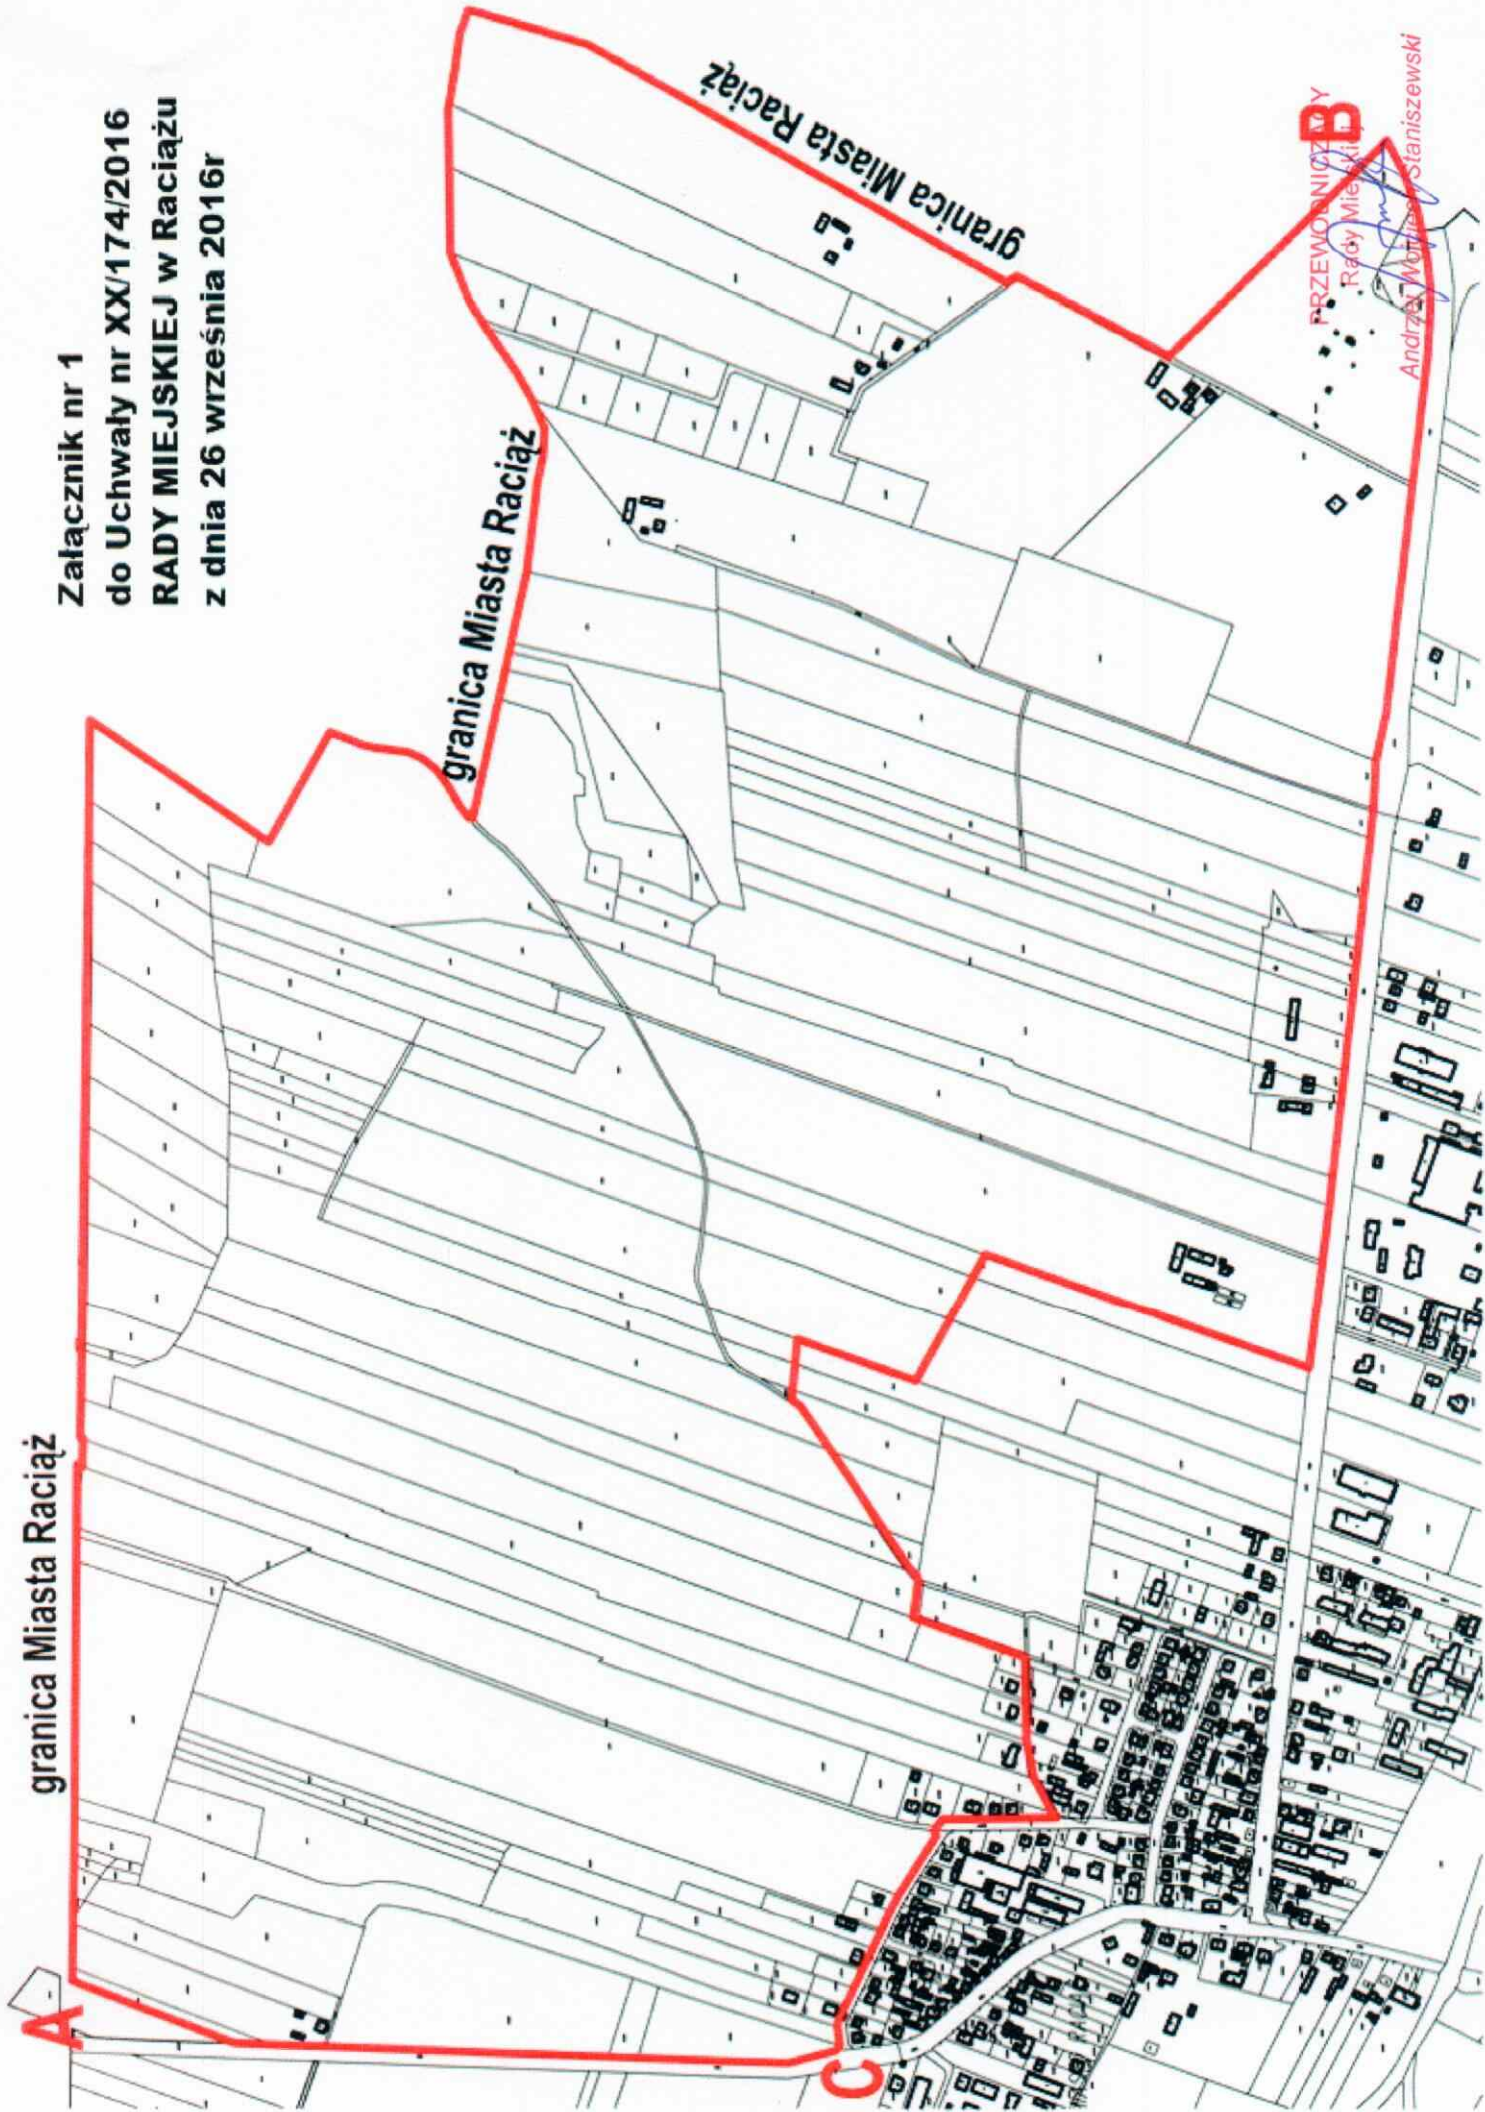 Załącznik nr 1
do Uchwały nr XX/174/2016
RADY MIEJSKIEJ w Raciążu
z dnia 26 września 2016r
granica Miasta Raciąż
granica Miasta Raciąż
granica Miasta Raciąż
A
B
C
PRZEWODNICZĄCY
Rady Miejskiej
Andrzej Staniszewski